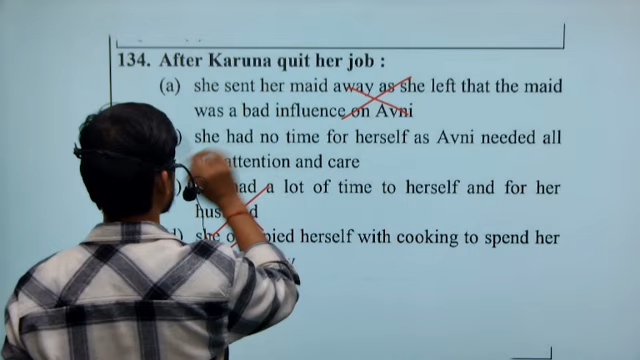 134. After Karuna quit her job :
(a) she sent her maid away as she left that the maid
was a bad influence on Avni
she had no time for herself as Avni needed all
attention and care
had a lot of time to herself and for her
she herself with cooking to spend her